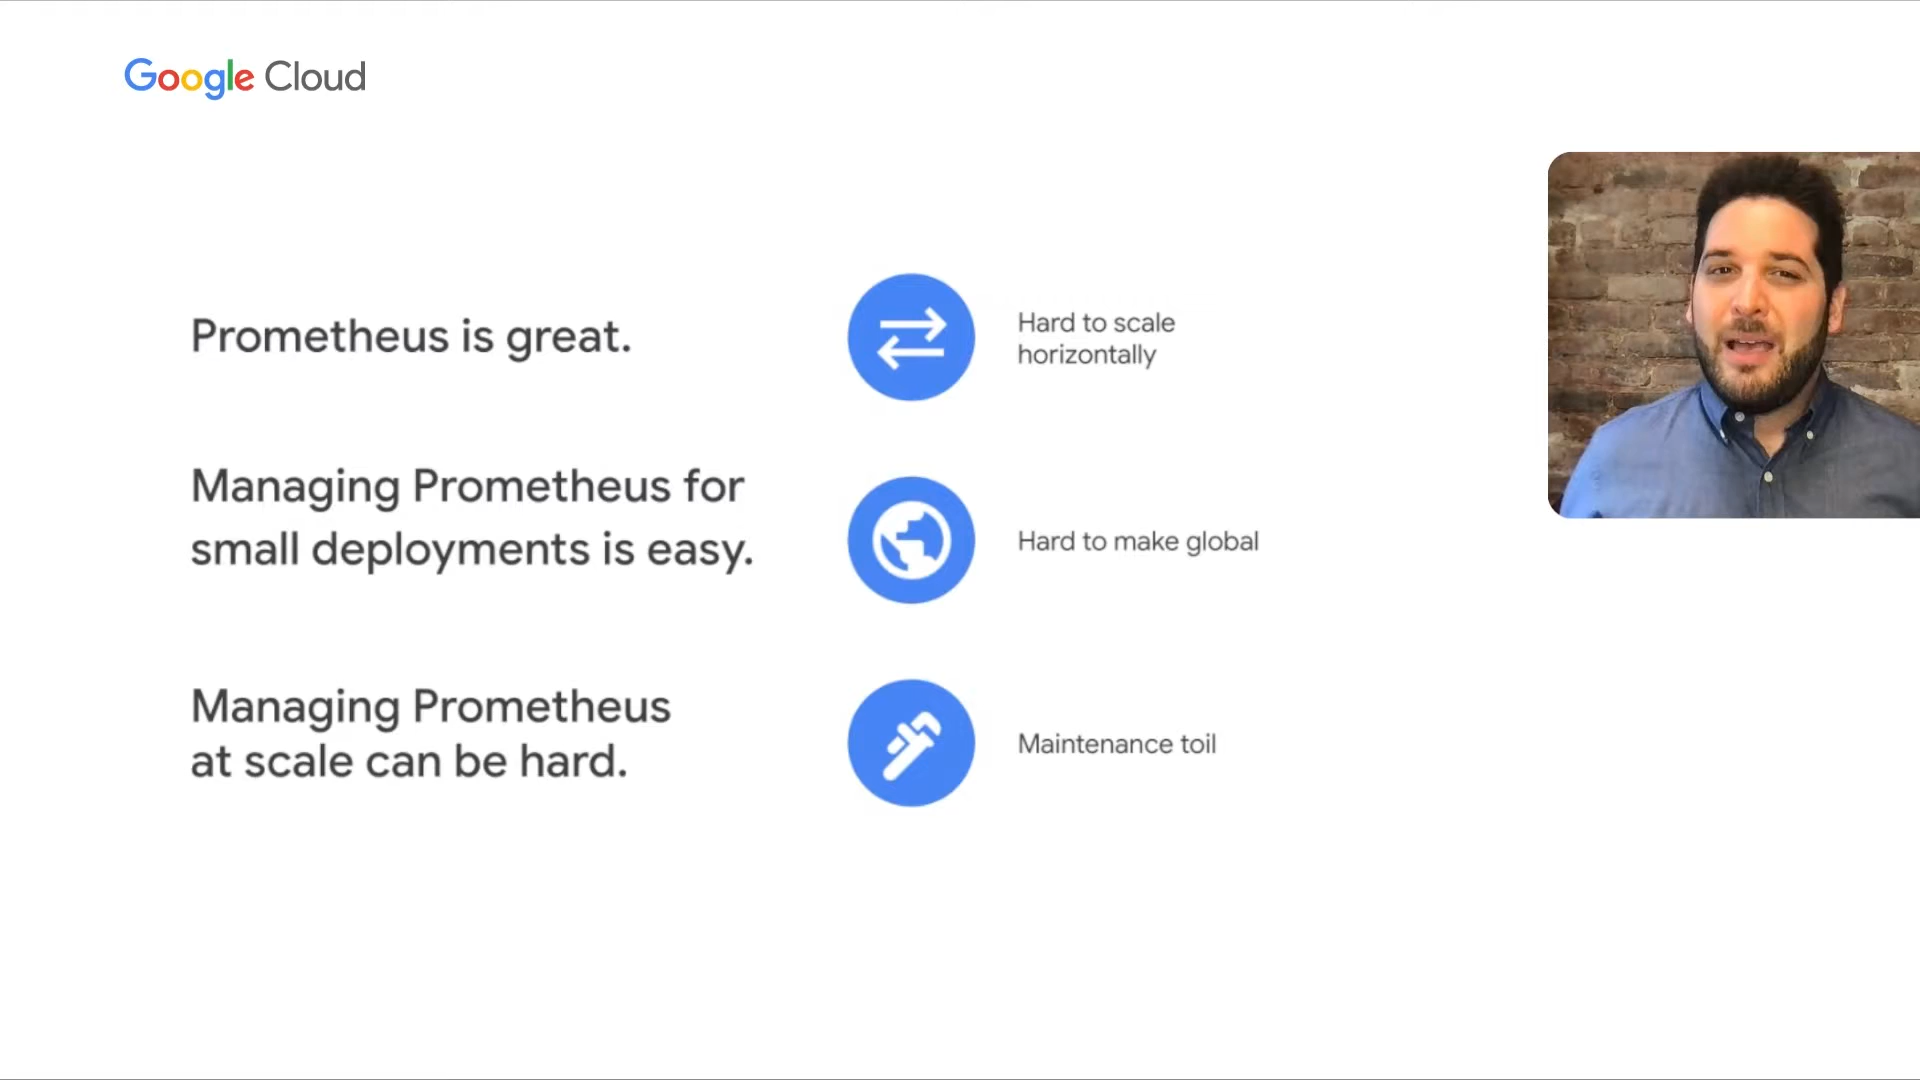 Google Cloud
Prometheus is great.
Managing Prometheus for
small deployments is easy.
Managing Prometheus
at scale can be hard.
Hard to scale
horizontally
Hard to make global
Maintenance toil